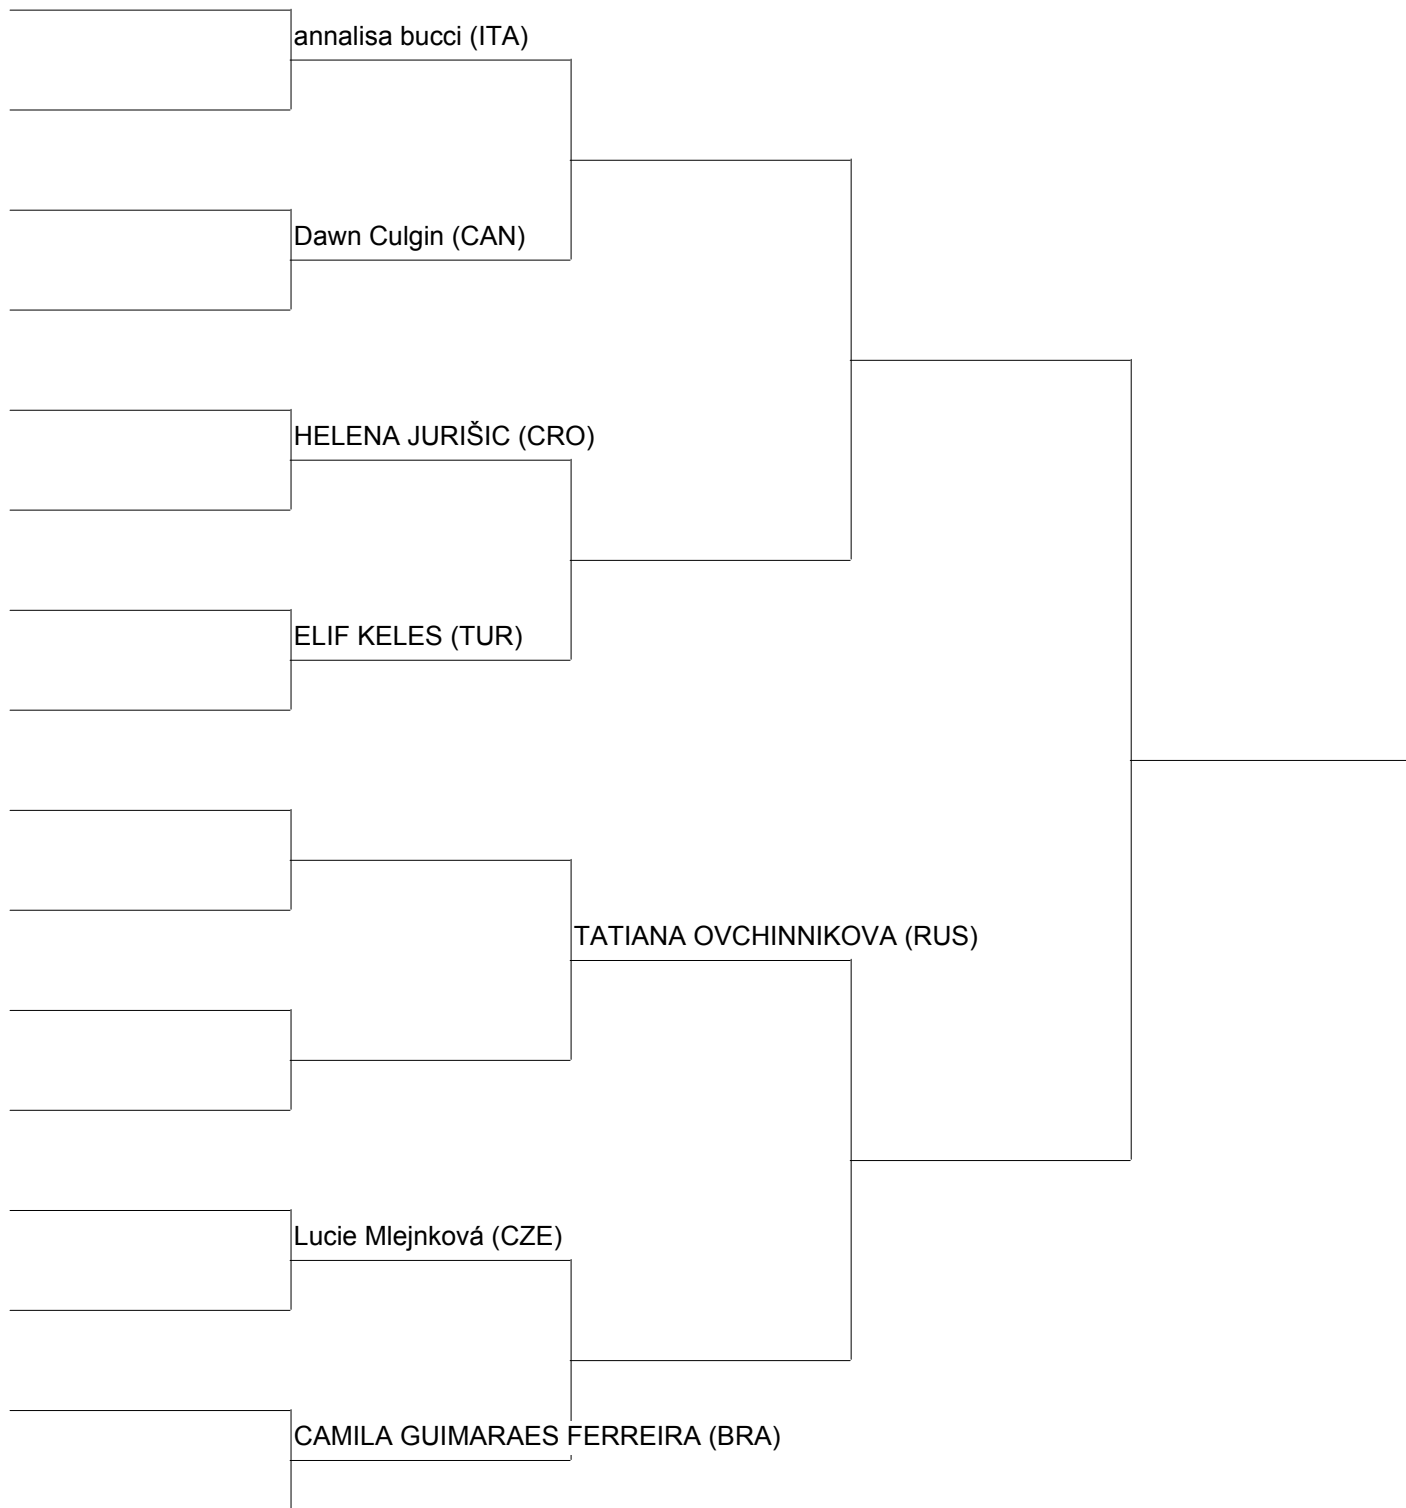 annalisa bucci (ITA)
Dawn Culgin (CAN)
HELENA JURIŠIC (CRO)
ELIF KELES (TUR)
TATIANA OVCHINNIKOVA (RUS)
Lucie Mlejnková (CZE)
CAMILA GUIMARAES FERREIRA (BRA)